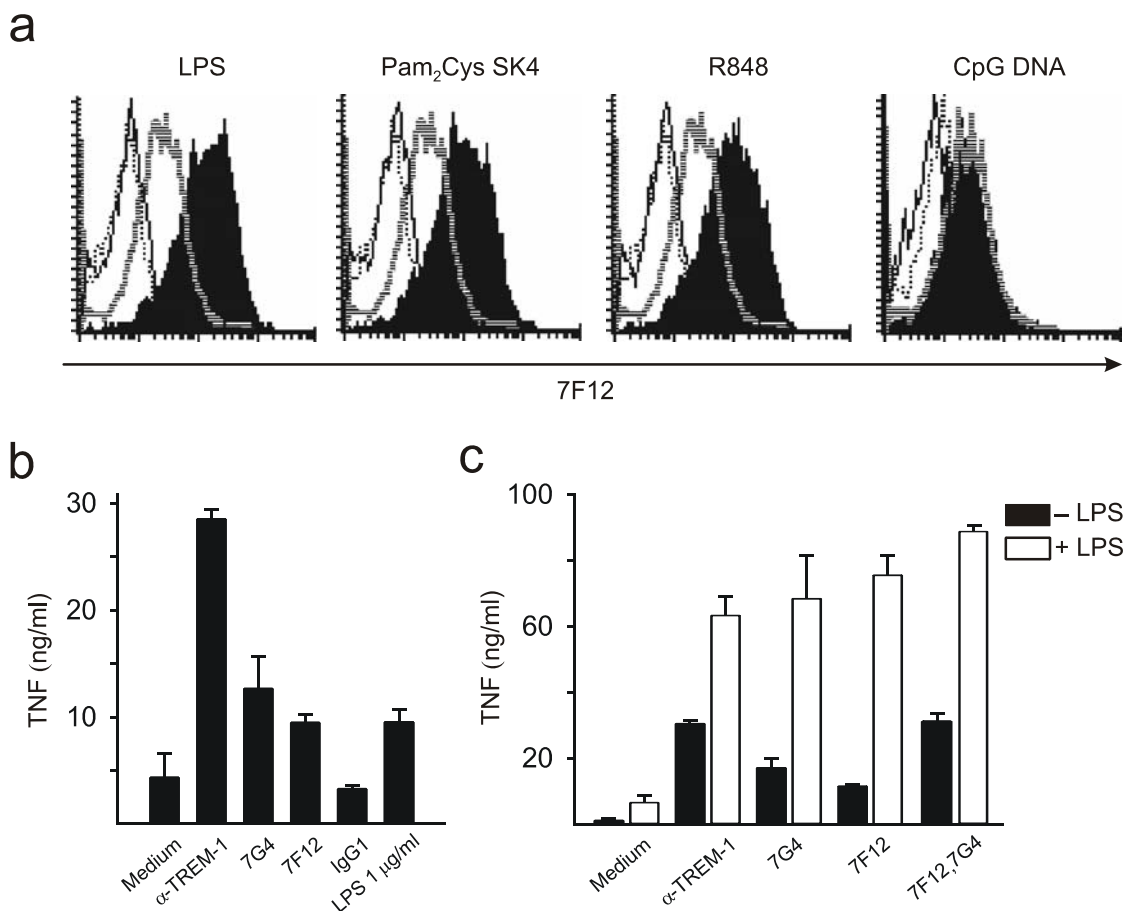 a
LPS
Pam₂Cys SK4
R848
CpG DNA
7F12
b
TNF (ng/ml)
30
20
10
Medium
α-TREM-1
7G4
7F12
IgG1
LPS 1 µg/ml
c
TNF (ng/ml)
100
60
20
– LPS
+ LPS
Medium
α-TREM-1
7G4
7F12
7F12,7G4